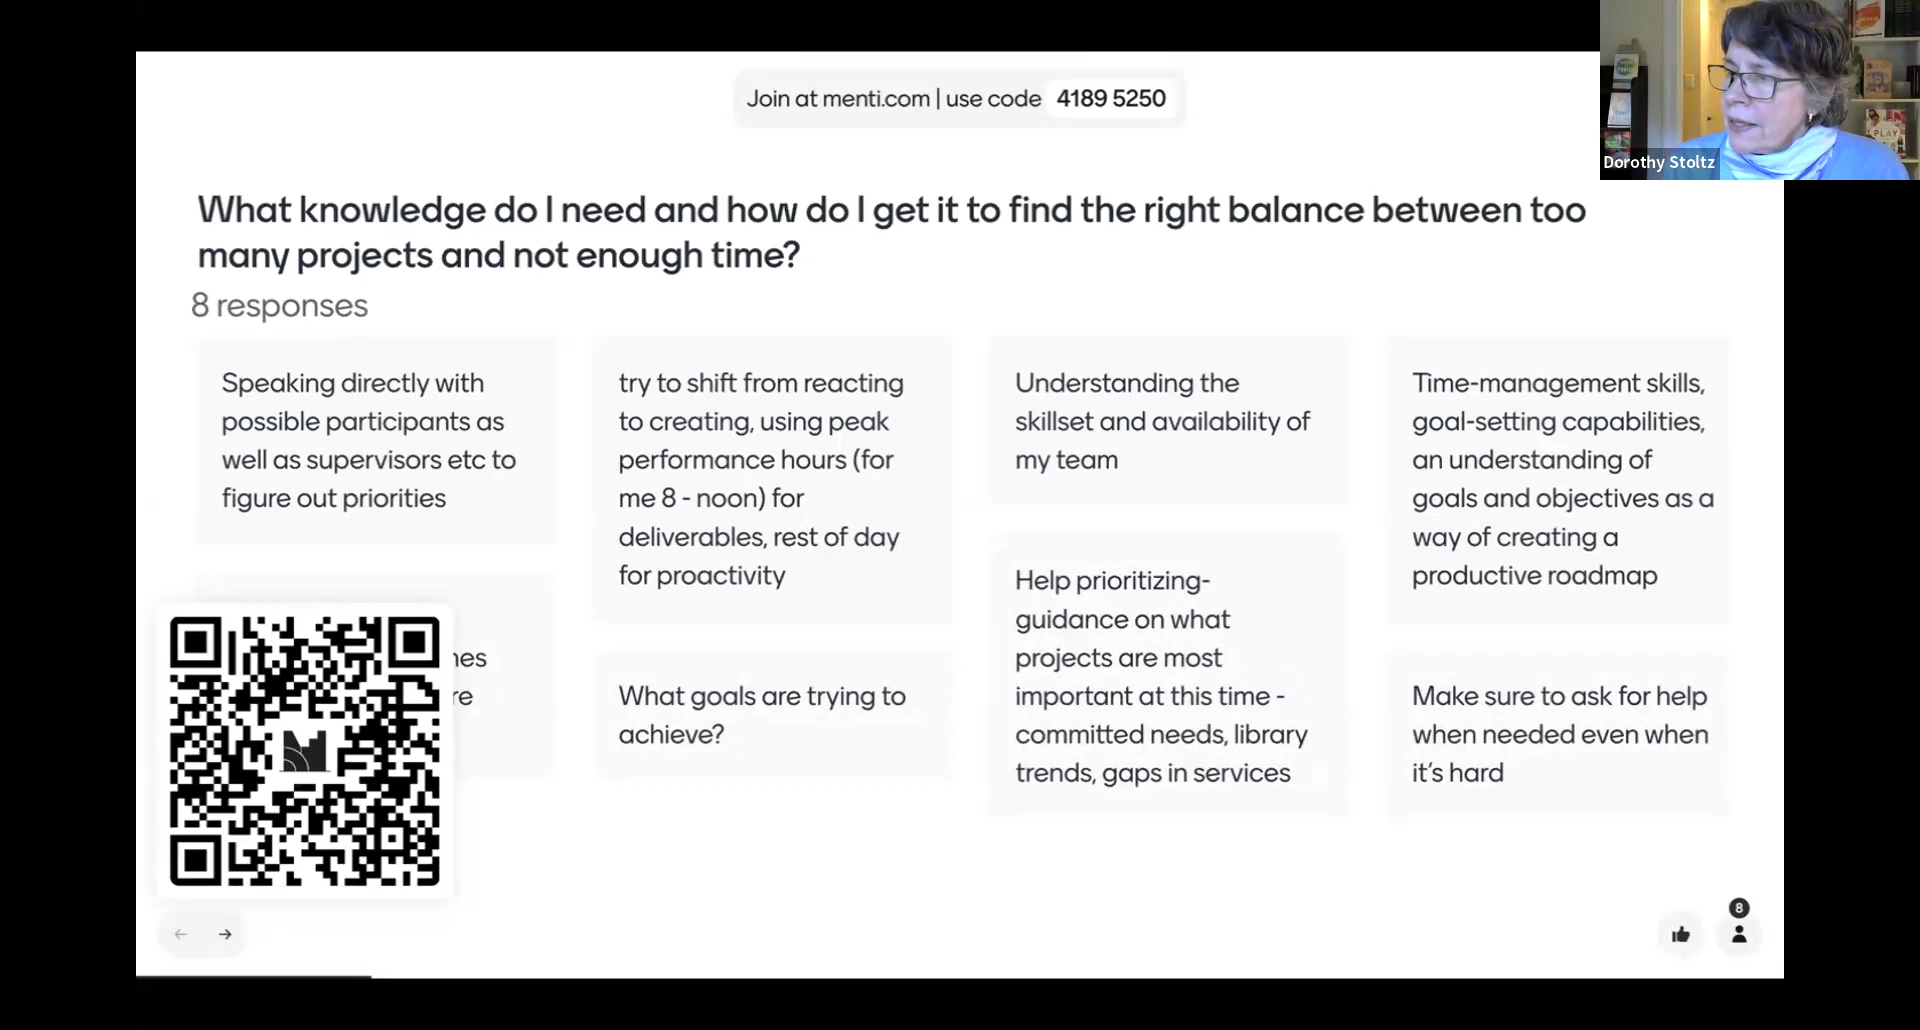 Join at menti.com | use code 4189 5250
Dorothy Stoltz
PLAY
What knowledge do I need and how do I get it to find the right balance between too
many projects and not enough time?
8 responses
Speaking directly with
possible participants as
well as supervisors etc to
figure out priorities
try to shift from reacting
to creating, using peak
performance hours (for
me 8 - noon) for
deliverables, rest of day
for proactivity
What goals are trying to
achieve?
Understanding the
skillset and availability of
my team
Help prioritizing-
guidance on what
projects are most
important at this time -
committed needs, library
trends, gaps in services
Time-management skills,
goal-setting capabilities,
an understanding of
goals and objectives as a
way of creating a
productive roadmap
Make sure to ask for help
when needed even when
it's hard
8